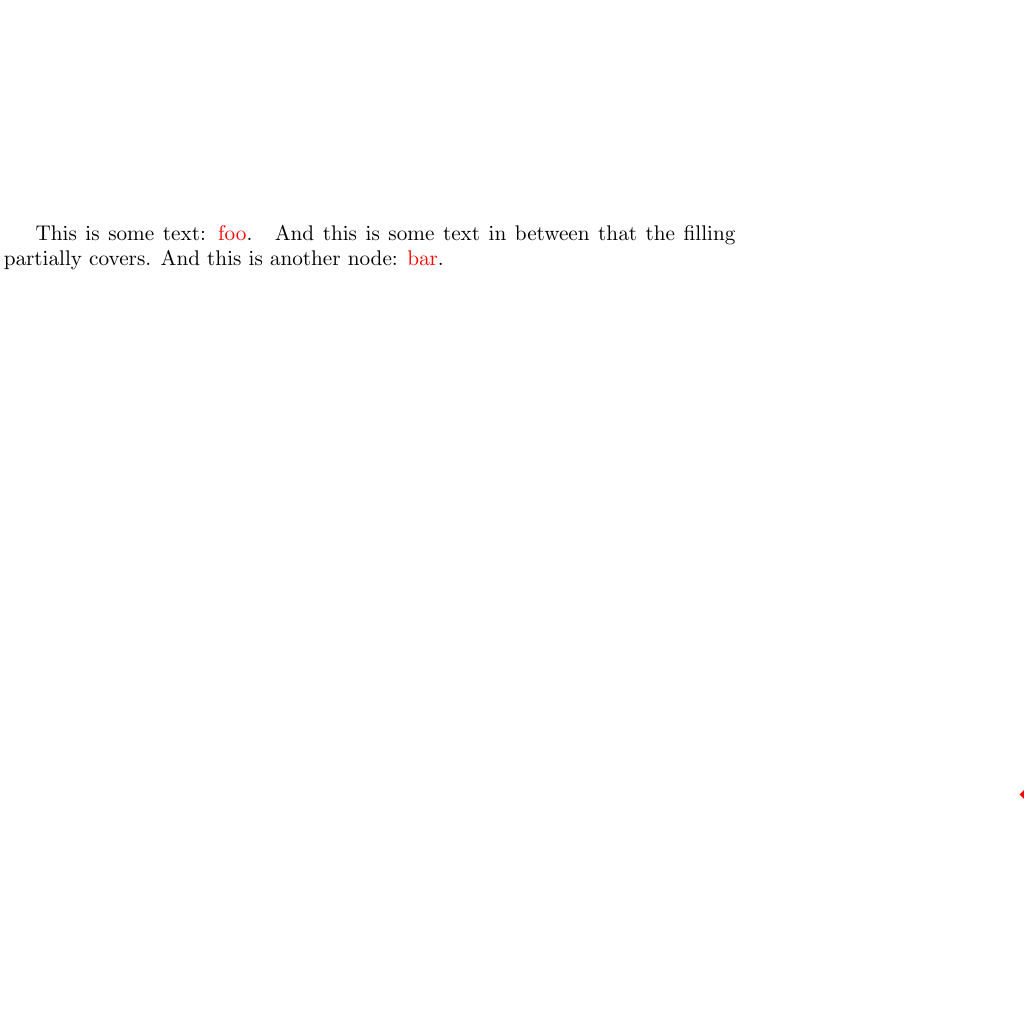 This is some text: foo. And this is some text in between that the filling
partially covers. And this is another node: bar.